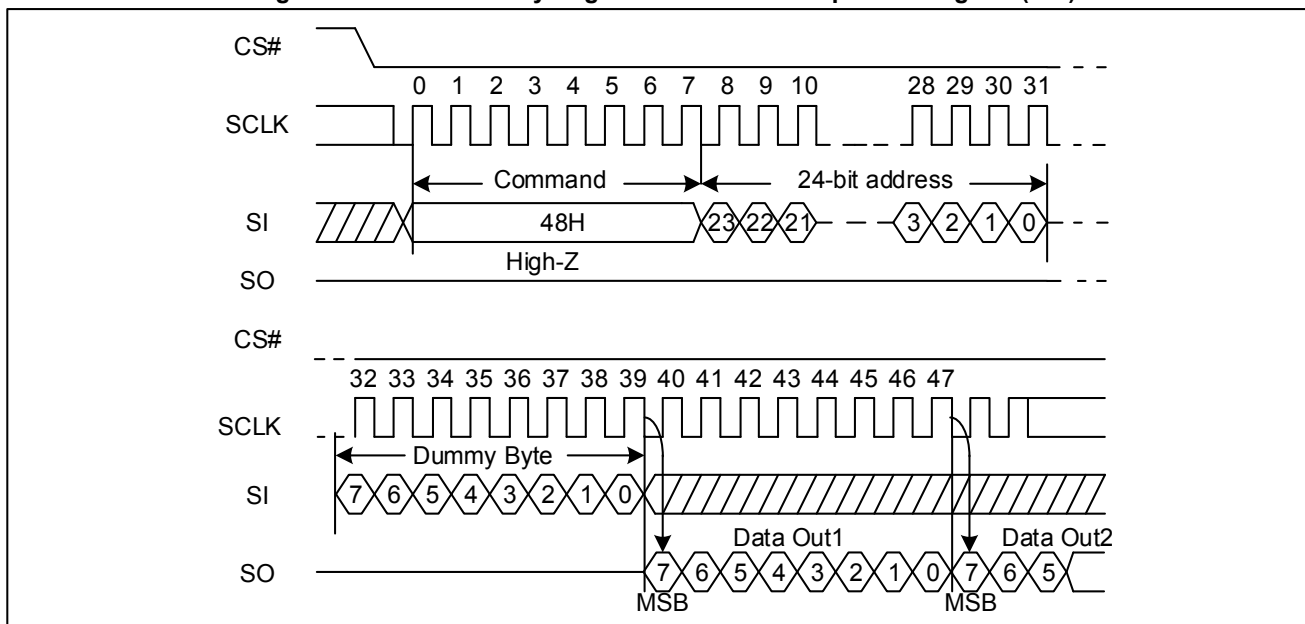 CS#
0 1 2 3 4 5 6 7 8 9 10 28 29 30 31
SCLK
Command 24-bit address
SI 48H 23 22 21 3 2 1 0
High-Z
SO
CS#
32 33 34 35 36 37 38 39 40 41 42 43 44 45 46 47
SCLK
Dummy Byte
SI 7 6 5 4 3 2 1 0
Data Out1 Data Out2
SO 7 6 5 4 3 2 1 0 7 6 5
MSB MSB